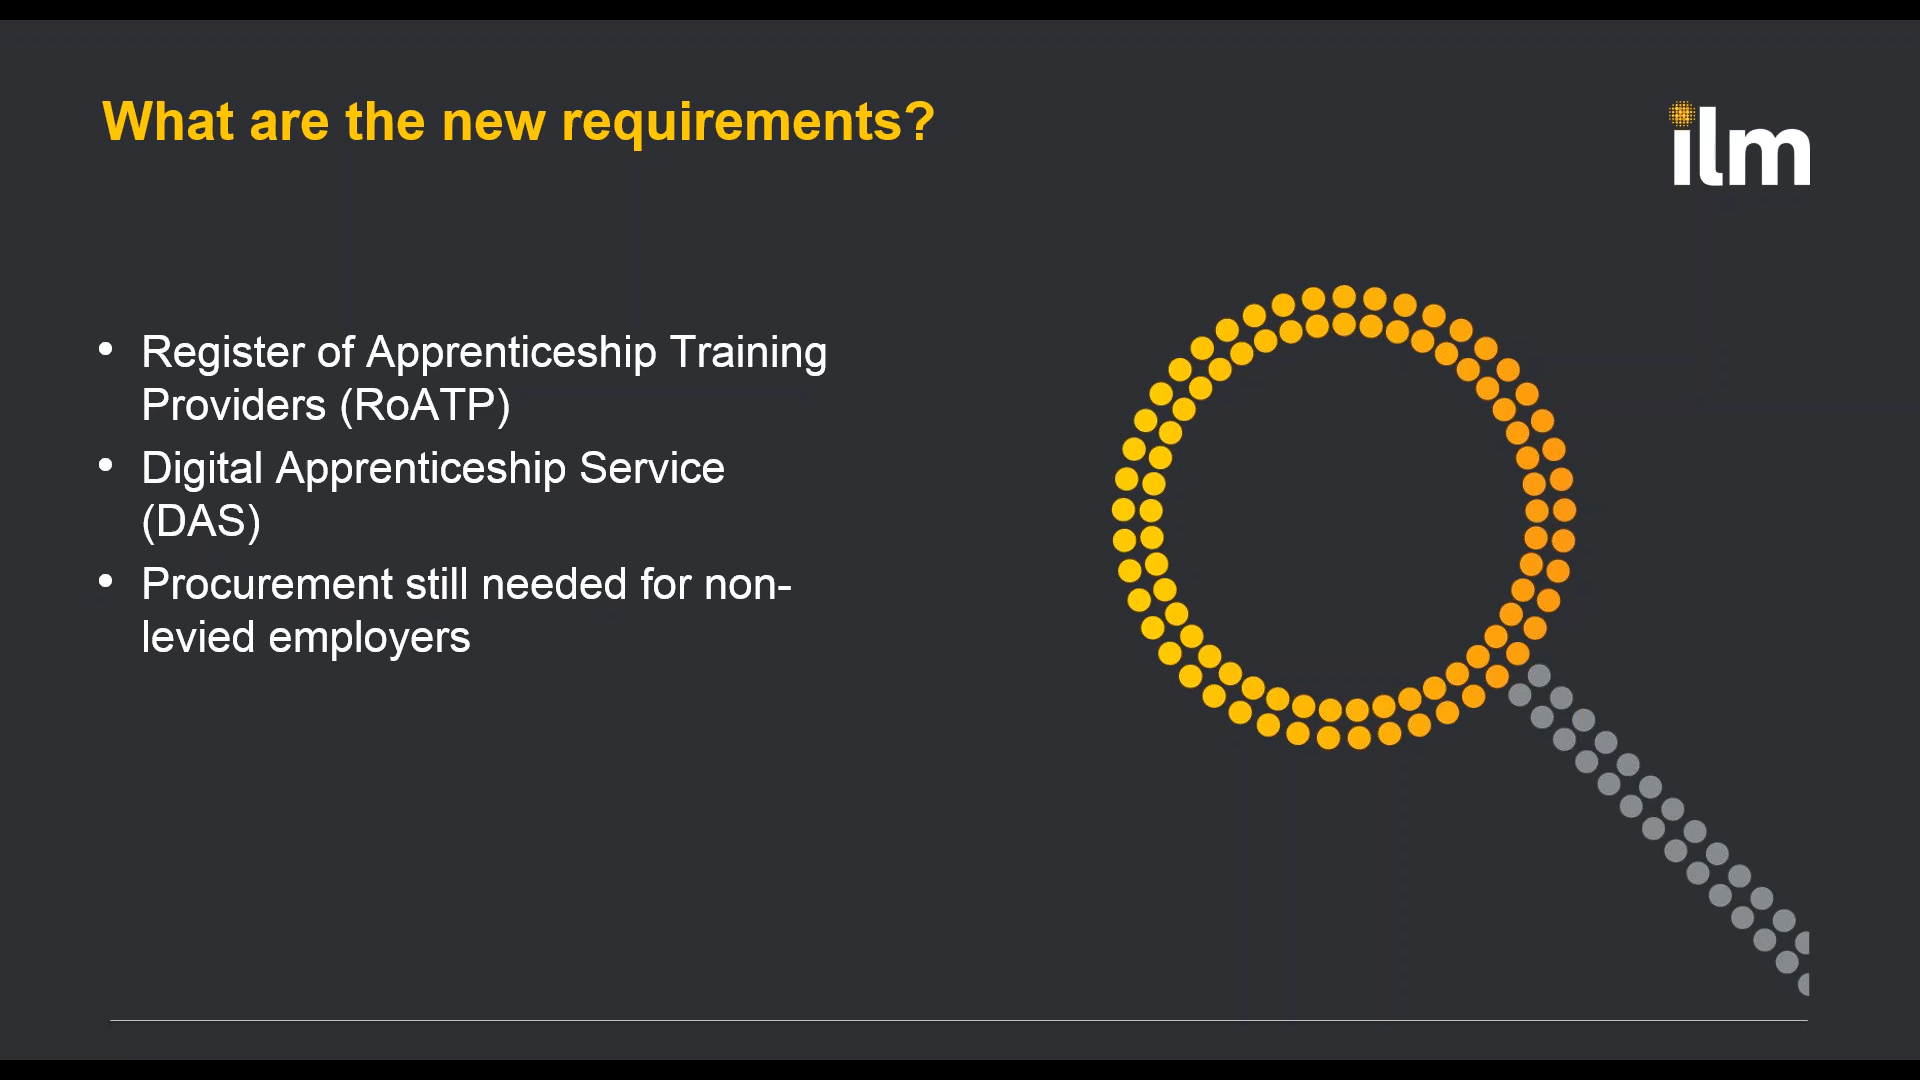 What are the new requirements?
ilm
• Register of Apprenticeship Training
Providers (RoATP)
• Digital Apprenticeship Service
(DAS)
• Procurement still needed for non-
levied employers